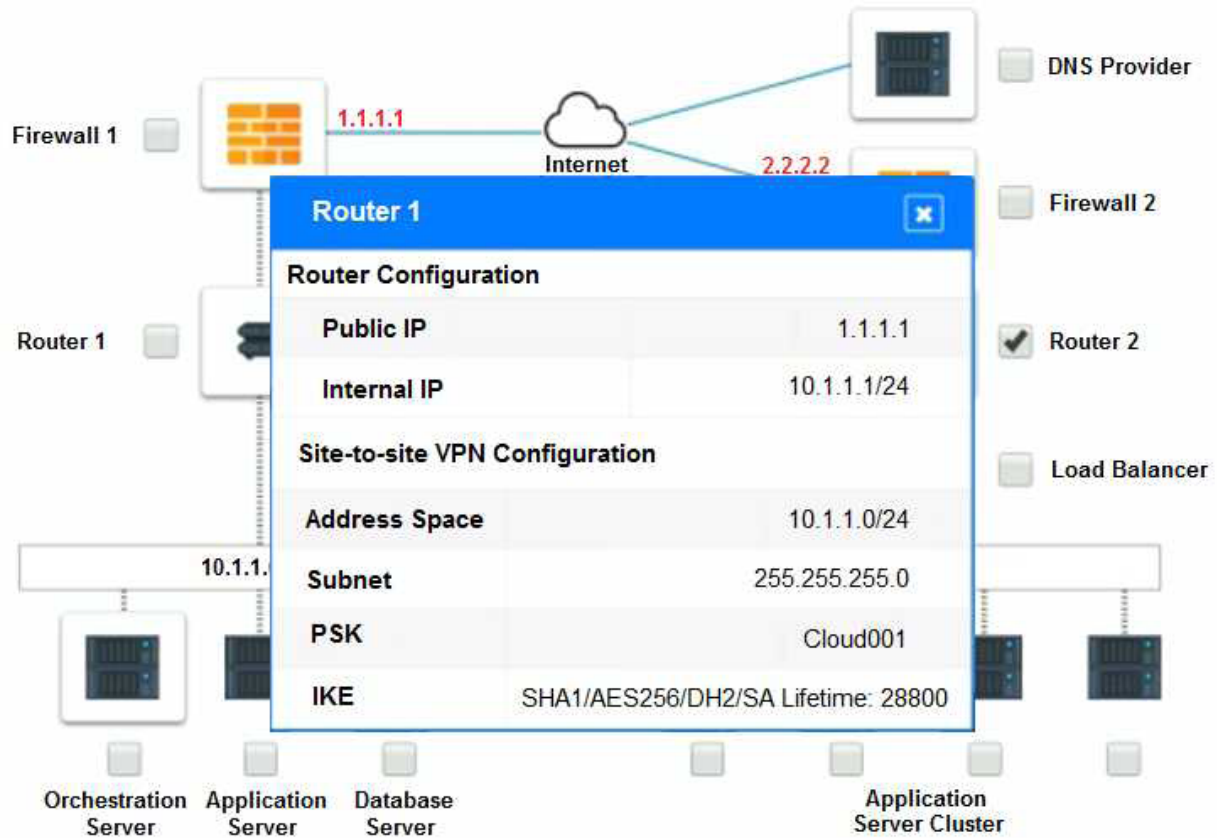 DNS Provider
Firewall 1
1.1.1.1
Internet
2.2.2.2
Firewall 2
Router 1
Router Configuration
Public IP 1.1.1.1
Internal IP 10.1.1.1/24
Router 1
Router 2
Site-to-site VPN Configuration
Load Balancer
Address Space 10.1.1.0/24
10.1.1.
Subnet 255.255.255.0
PSK Cloud001
IKE SHA1/AES256/DH2/SA Lifetime: 28800
Orchestration Server
Application Server
Database Server
Application Server Cluster